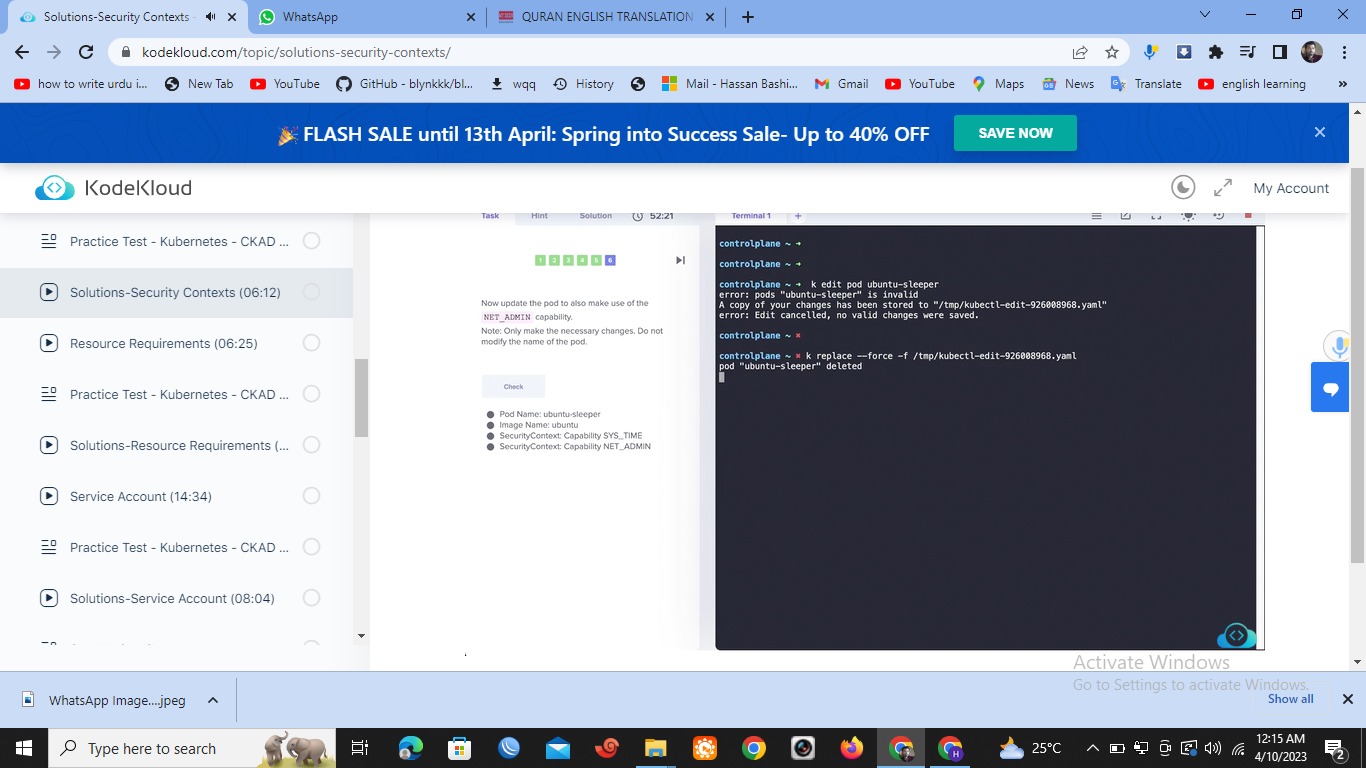 Solutions-Security Contexts -
WhatsApp
QURAN ENGLISH TRANSLATION
kodekloud.com/topic/solutions-security-contexts/
how to write urdu i...
New Tab
YouTube
GitHub - blynkkk/bl...
wqq
History
Mail - Hassan Bashi...
Gmail
YouTube
Maps
News
Translate
english learning
»
FLASH SALE until 13th April: Spring into Success Sale- Up to 40% OFF
SAVE NOW
KodeKloud
My Account
Practice Test - Kubernetes - CKAD ...
Solutions-Security Contexts (06:12)
Resource Requirements (06:25)
Practice Test - Kubernetes - CKAD ...
Solutions-Resource Requirements (...
Service Account (14:34)
Practice Test - Kubernetes - CKAD ...
Solutions-Service Account (08:04)
Task
Hint
Solution
52:21
1 2 3 4 5 6
Now update the pod to also make use of the
NET_ADMIN capability.
Note: Only make the necessary changes. Do not
modify the name of the pod.
Check
Pod Name: ubuntu-sleeper
Image Name: ubuntu
SecurityContext: Capability SYS_TIME
SecurityContext: Capability NET_ADMIN
Terminal 1 +
controlplane ~ ➜
controlplane ~ ➜
controlplane ~ ➜ k edit pod ubuntu-sleeper
error: pods "ubuntu-sleeper" is invalid
A copy of your changes has been stored to "/tmp/kubectl-edit-926008968.yaml"
error: Edit cancelled, no valid changes were saved.
controlplane ~ ✖
controlplane ~ ✖ k replace --force -f /tmp/kubectl-edit-926008968.yaml
pod "ubuntu-sleeper" deleted
Activate Windows
Go to Settings to activate Windows.
WhatsApp Image....jpeg
Show all
Type here to search
H
25°C
12:15 AM
4/10/2023
2